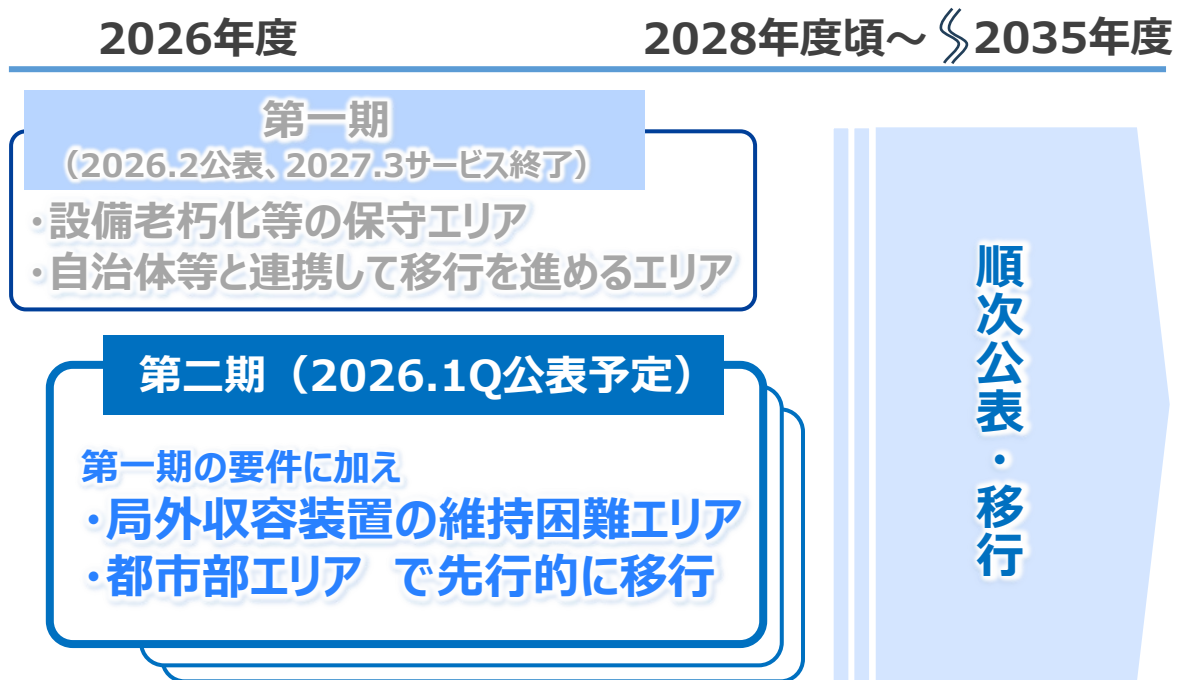 2026年度
2028年度頃～
2035年度
第一期
（2026.2公表、2027.3サービス終了）
・設備老朽化等の保守エリア
・自治体等と連携して移行を進めるエリア
第二期（2026.1Q公表予定）
第一期の要件に加え
・局外収容装置の維持困難エリア
・都市部エリア　で先行的に移行
順次公表・移行